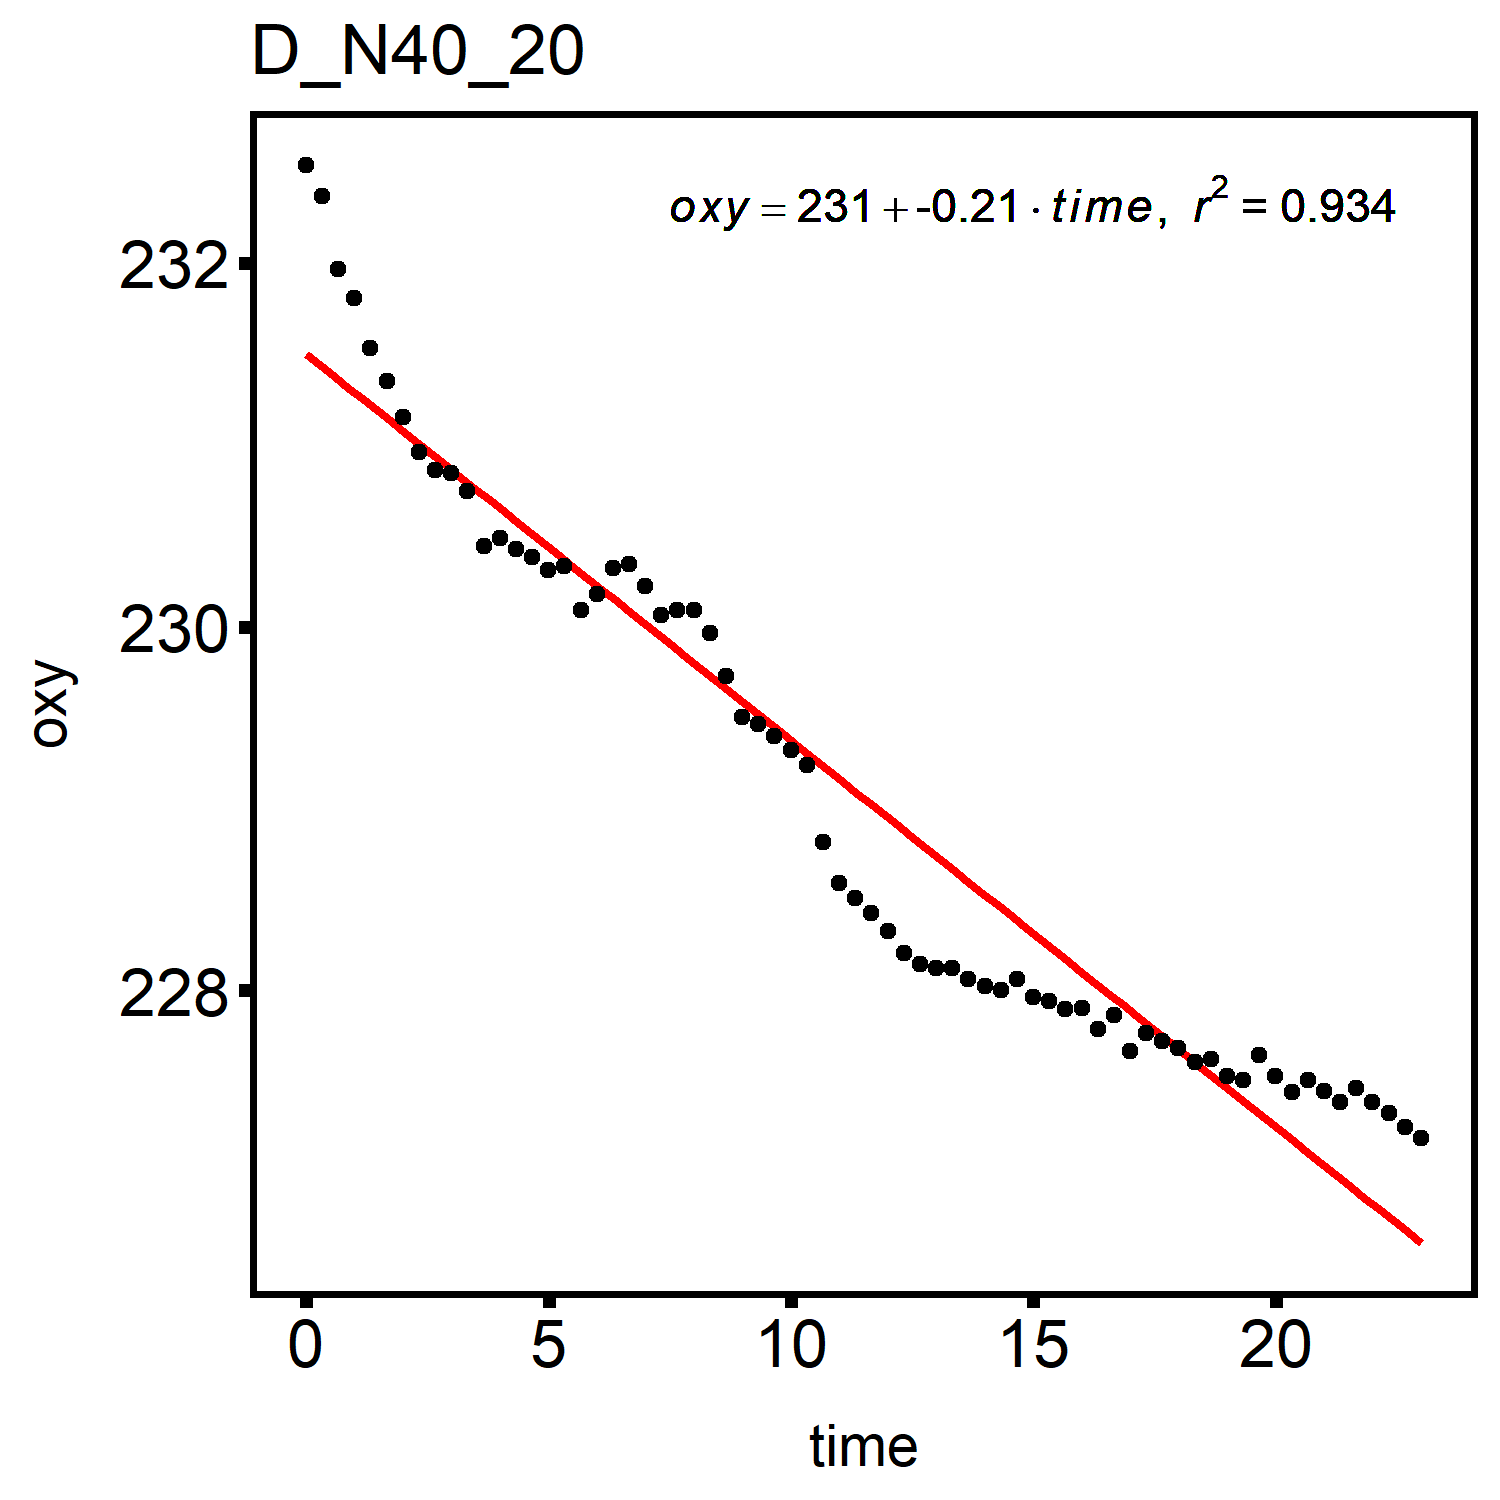 D_N40_20
oxy = 231 + -0.21 · time, r² = 0.934
232
230
228
oxy
0 5 10 15 20
time